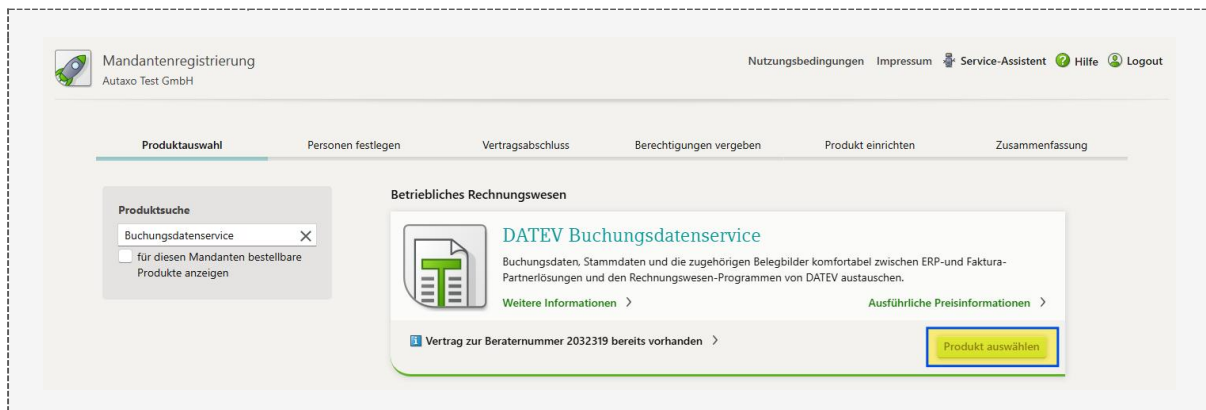 Mandantenregistrierung
Autaxo Test GmbH
Nutzungsbedingungen Impressum Service-Assistent Hilfe Logout
Produktauswahl Personen festlegen Vertragsabschluss Berechtigungen vergeben Produkt einrichten Zusammenfassung
Produktsuche
Buchungsdatenservice
für diesen Mandanten bestellbare
Produkte anzeigen
Betriebliches Rechnungswesen
DATEV Buchungsdatenservice
Buchungsdaten, Stammdaten und die zugehörigen Belegbilder komfortabel zwischen ERP-und Faktura-
Partnerlösungen und den Rechnungswesen-Programmen von DATEV austauschen.
Weitere Informationen
Ausführliche Preisinformationen
Vertrag zur Beraternummer 2032319 bereits vorhanden
Produkt auswählen